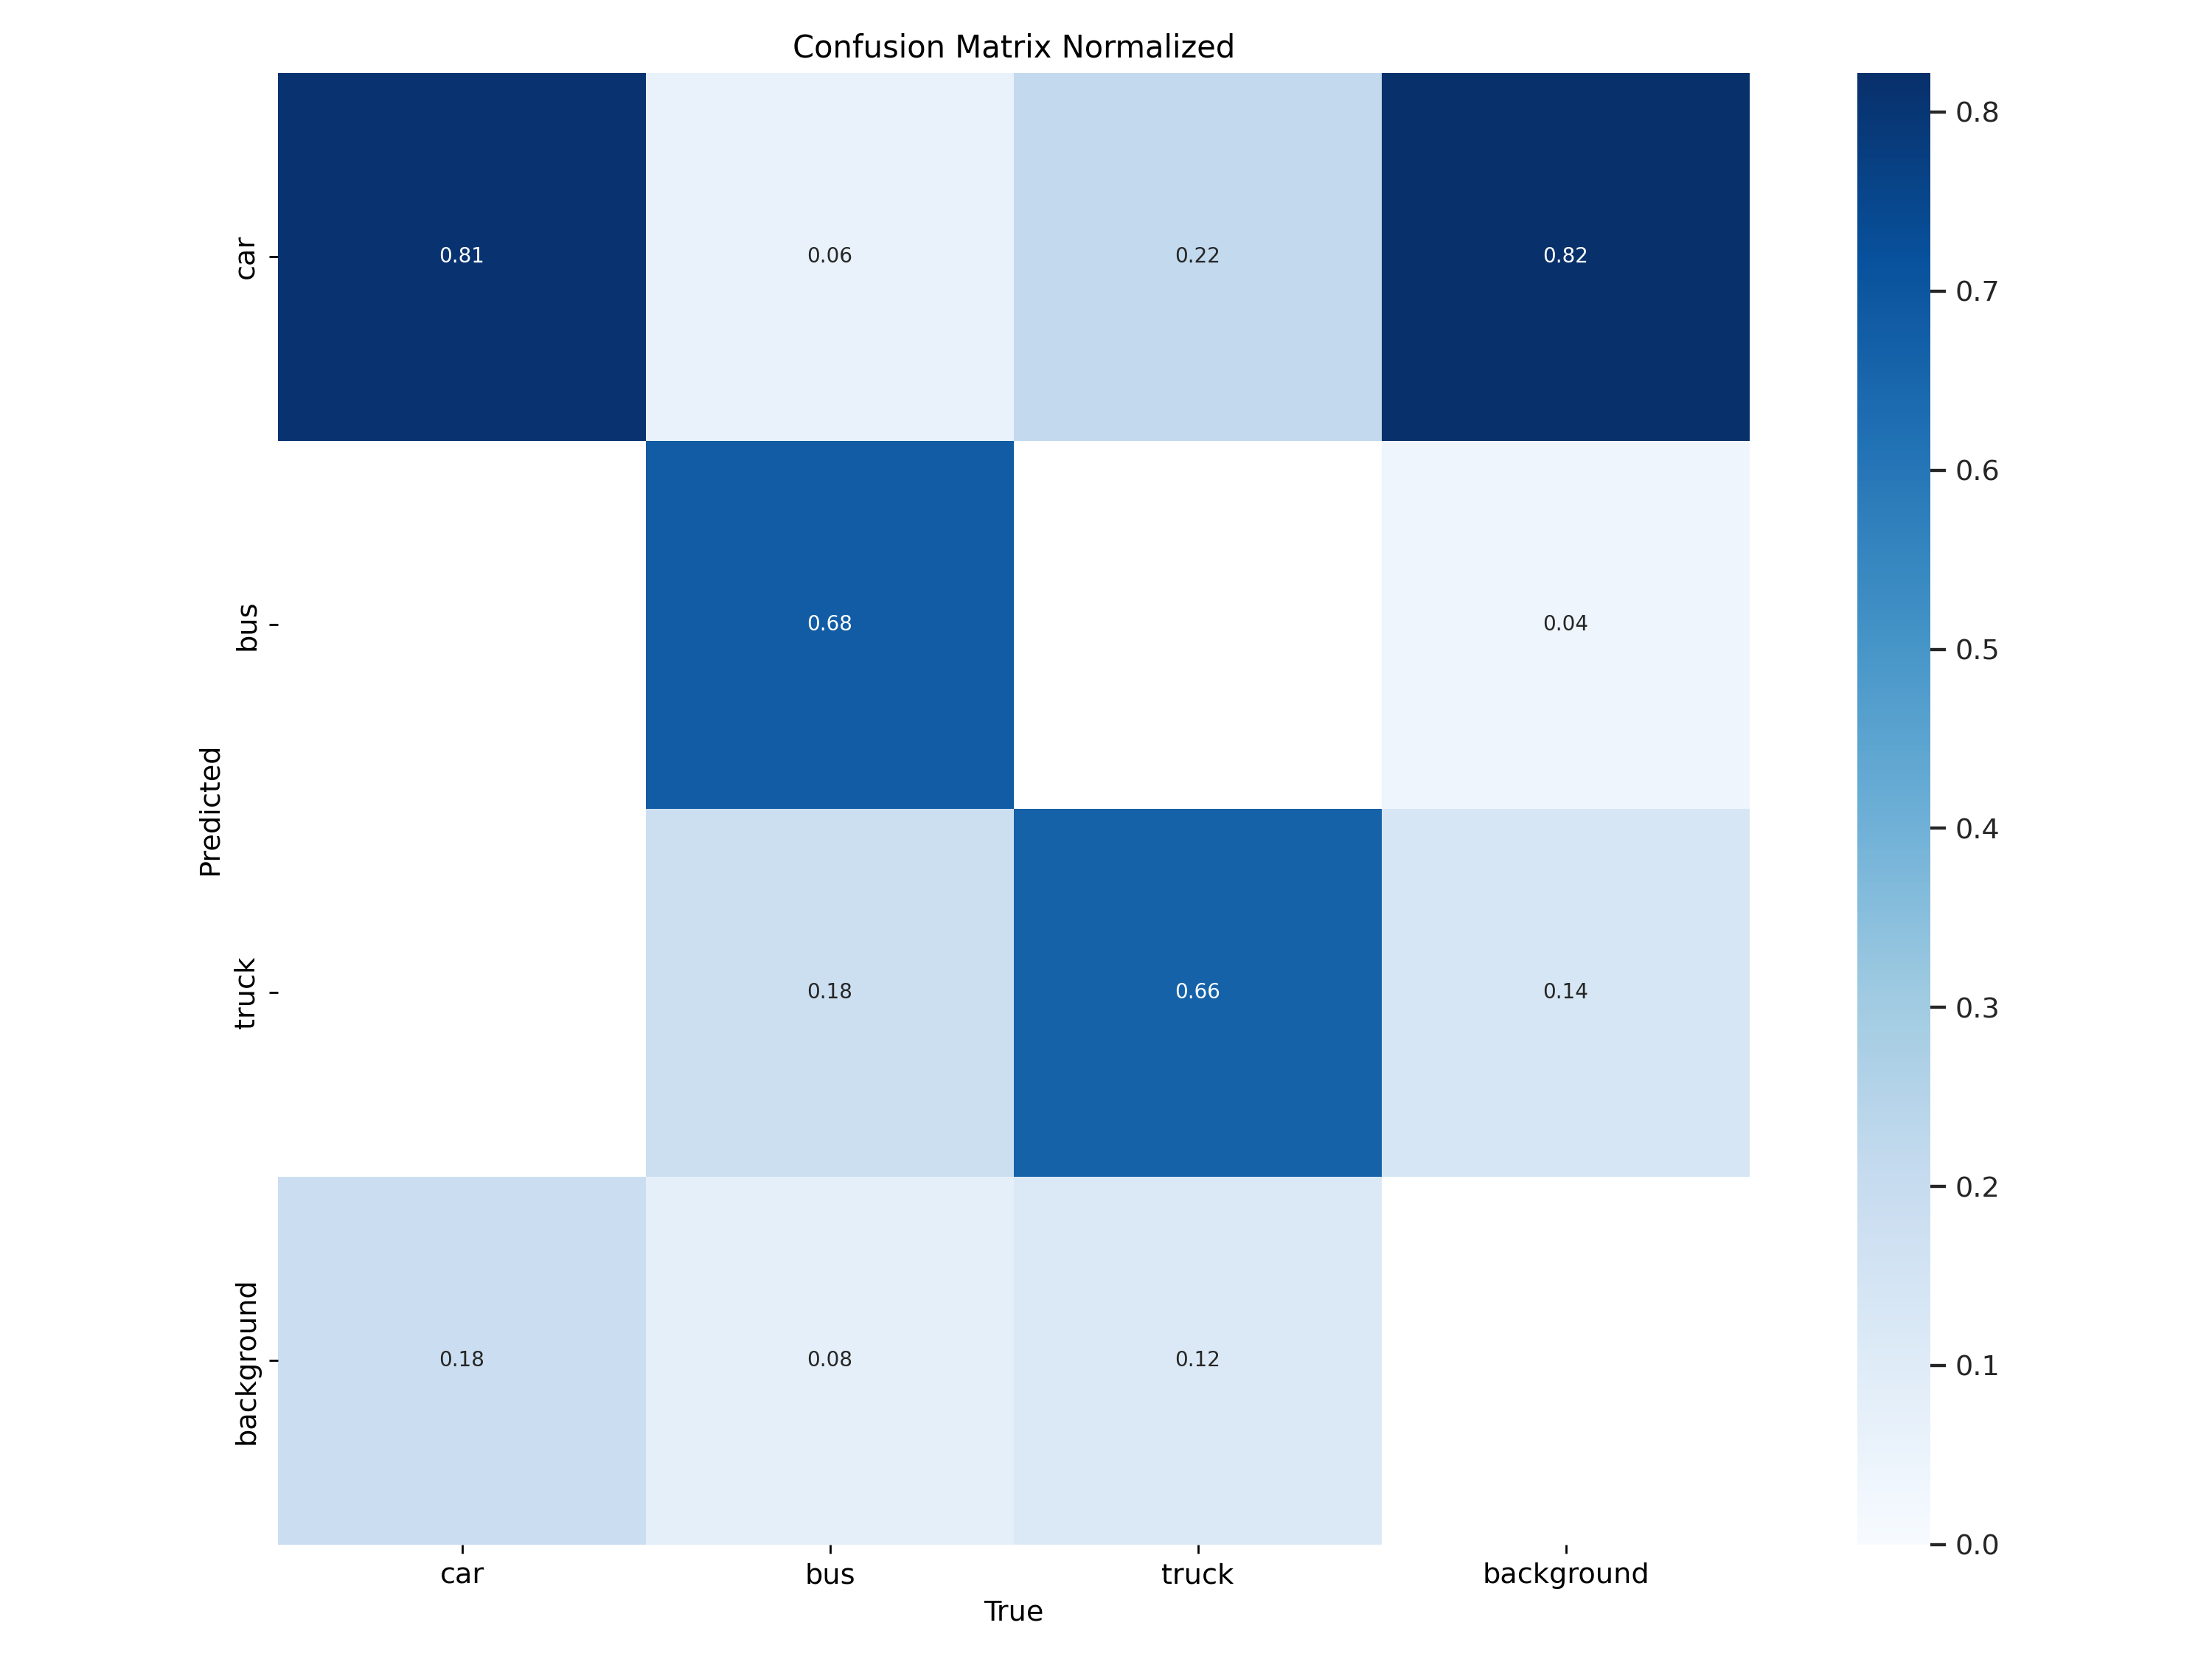 Confusion Matrix Normalized
car
0.81
0.06
0.22
0.82
bus
0.68
0.04
truck
0.18
0.66
0.14
background
0.18
0.08
0.12
Predicted
car
bus
truck
background
True
0.8
0.7
0.6
0.5
0.4
0.3
0.2
0.1
0.0